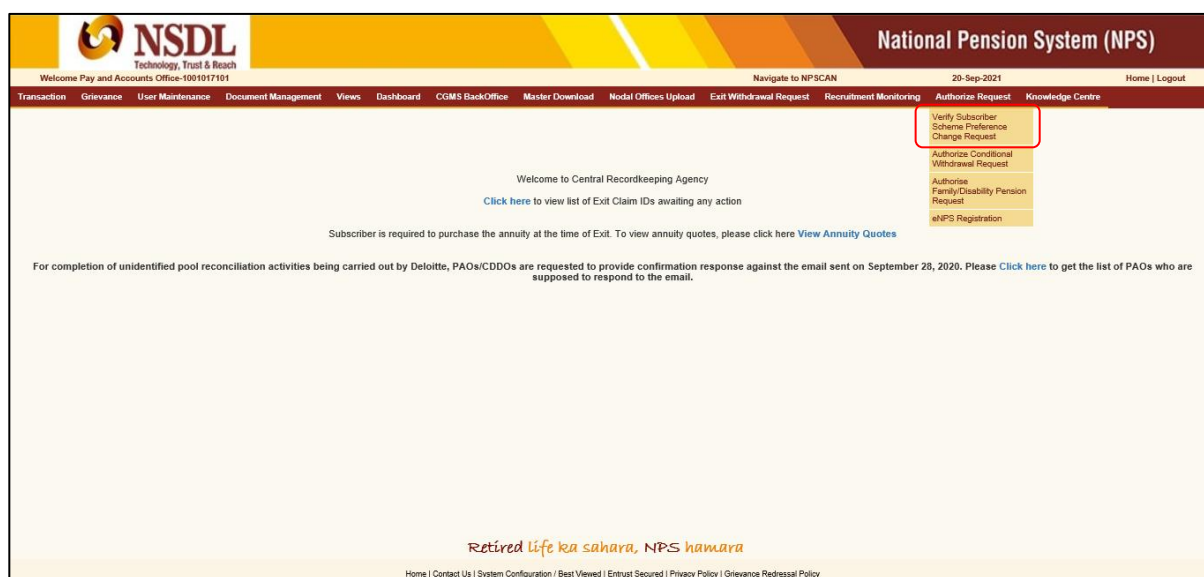 NSDL
Technology, Trust & Reach
National Pension System (NPS)
Welcome Pay and Accounts Office-1001017101
Navigate to NPSCAN
20-Sep-2021
Home | Logout
Transaction Grievance User Maintenance Document Management Views Dashboard CGMS BackOffice Master Download Nodal Offices Upload Exit Withdrawal Request Recruitment Monitoring Authorize Request Knowledge Centre
Verify Subscriber
Scheme Preference
Change Request
Authorize Conditional
Withdrawal Request
Authorise
Family/Disability Pension
Request
eNPS Registration
Welcome to Central Recordkeeping Agency
Click here to view list of Exit Claim IDs awaiting any action
Subscriber is required to purchase the annuity at the time of Exit. To view annuity quotes, please click here View Annuity Quotes
For completion of unidentified pool reconciliation activities being carried out by Deloitte, PAOs/CDDOs are requested to provide confirmation response against the email sent on September 28, 2020. Please Click here to get the list of PAOs who are
supposed to respond to the email.
Retired life ka sahara, NPS hamara
Home | Contact Us | System Configuration / Best Viewed | Entrust Secured | Privacy Policy | Grievance Redressal Policy